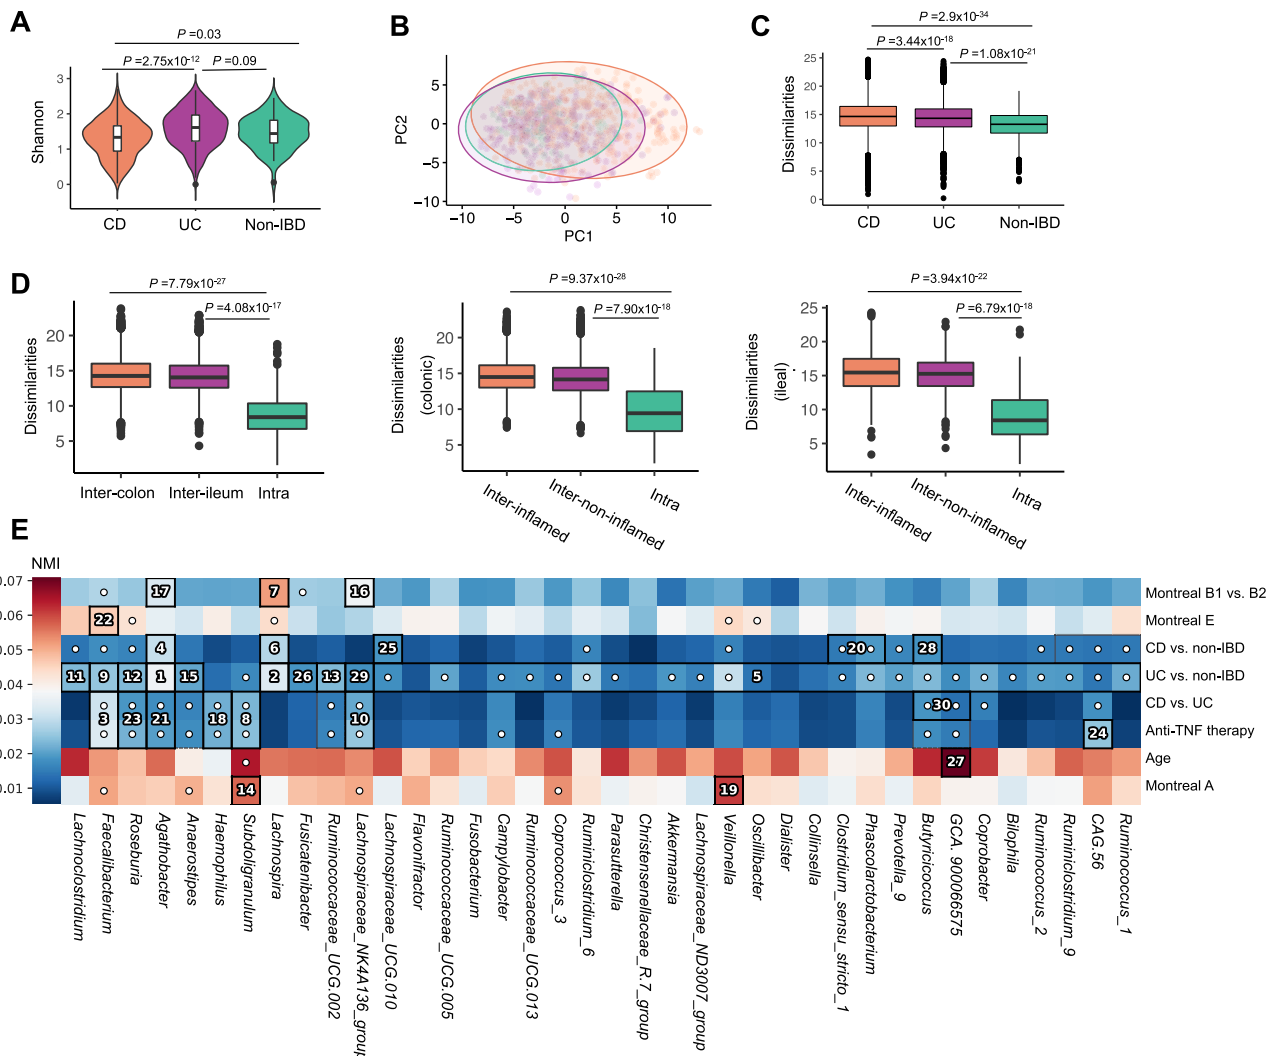 A
P =0.03
P =2.75x10-12
P =0.09
Shannon
3
2
1
0
CD
UC
Non-IBD
B
PC2
5
0
−5
−10
−10
−5
0
5
10
PC1
C
P =2.9x10-34
P =3.44x10-18
P =1.08x10-21
Dissimilarities
25
20
15
10
5
0
CD
UC
Non-IBD
D
P =7.79x10-27
P =4.08x10-17
Dissimilarities
20
15
10
5
Inter-colon
Inter-ileum
Intra
P =9.37x10-28
P =7.90x10-18
Dissimilarities
(colonic)
20
15
10
5
Inter-inflamed
Inter-non-inflamed
Intra
P =3.94x10-22
P =6.79x10-18
Dissimilarities
(ileal)
25
20
15
10
5
Inter-inflamed
Inter-non-inflamed
Intra
E
NMI
0.07
0.06
0.05
0.04
0.03
0.02
0.01
17 7 16 Montreal B1 vs. B2
22 Montreal E
4 6 25 20 28 CD vs. non-IBD
11 9 12 1 15 2 26 13 29 5 UC vs. non-IBD
30 CD vs. UC
3 23 21 18 8 10
24 Anti-TNF therapy
27 Age
14 19 Montreal A
Lachnoclostridium
Faecalibacterium
Roseburia
Agathobacter
Anaerostipes
Haemophilus
Subdoligranulum
Lachnospira
Fusicatenibacter
Ruminococcaceae_UCG.002
Lachnospiraceae_NK4A136_group
Lachnospiraceae_UCG.010
Flavonifractor
Ruminococcaceae_UCG.005
Fusobacterium
Campylobacter
Ruminococcaceae_UCG.013
Coprococcus_3
Ruminiclostridium_6
Parasutterella
Christensenellaceae_R.7_group
Akkermansia
Lachnospiraceae_ND3007_group
Veillonella
Oscillibacter
Dialister
Collinsella
Clostridium_sensu_stricto_1
Phascolarctobacterium
Prevotella_9
Butyricicoccus
GCA.900066575
Coprobacter
Bilophila
Ruminococcus_2
Ruminiclostridium_9
CAG.56
Ruminococcus_1